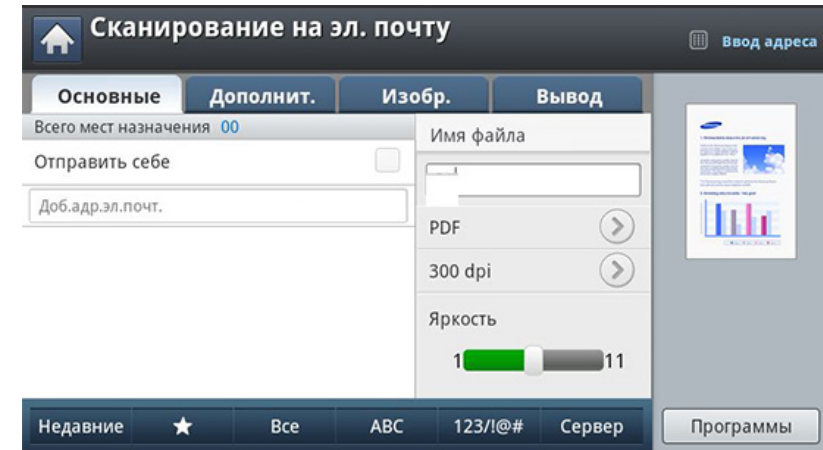 Сканирование на эл. почту
Ввод адреса
Основные Дополнит. Изобр. Вывод
Всего мест назначения 00
Отправить себе
Доб.адр.эл.почт.
Имя файла
PDF
300 dpi
Яркость
1 11
Недавние ★ Все ABC 123/!@# Сервер
Программы